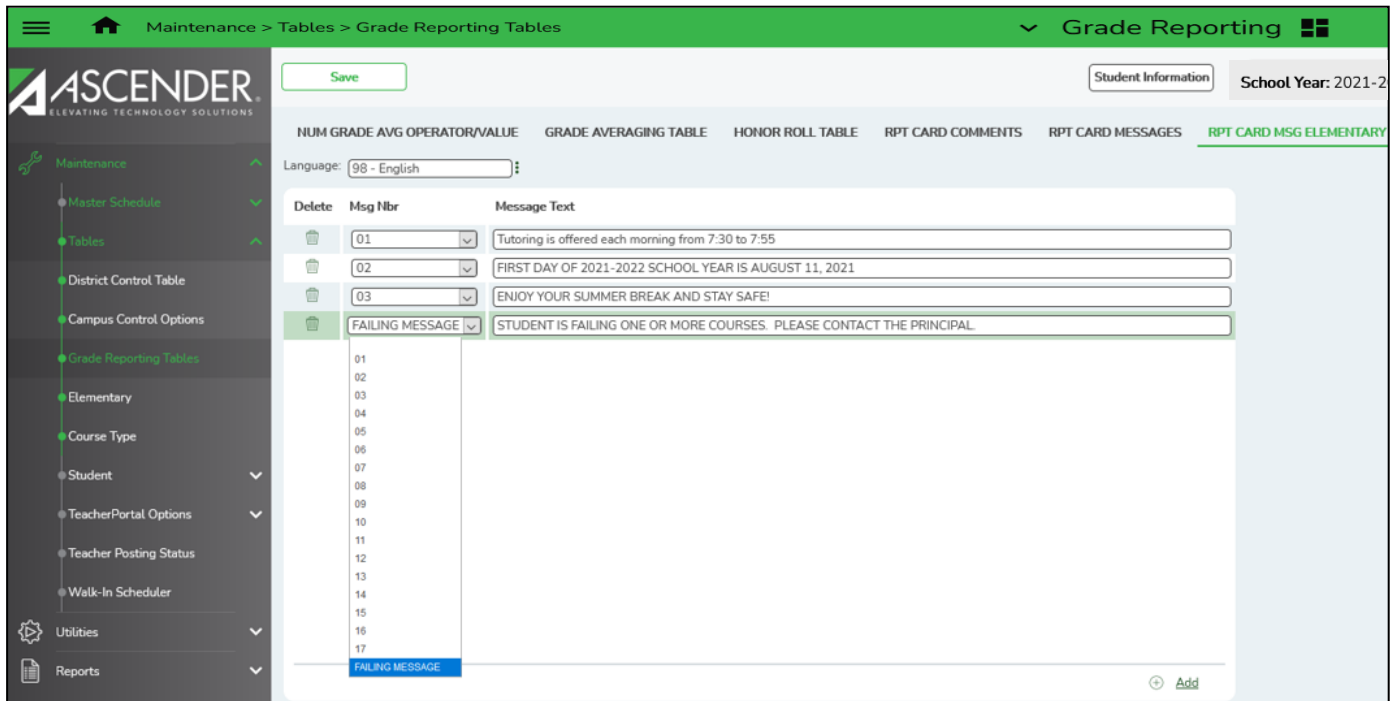 Maintenance > Tables > Grade Reporting Tables
Grade Reporting
ASCENDER.
ELEVATING TECHNOLOGY SOLUTIONS
Save
Student Information
School Year: 2021-2
NUM GRADE AVG OPERATOR/VALUE GRADE AVERAGING TABLE HONOR ROLL TABLE RPT CARD COMMENTS RPT CARD MESSAGES RPT CARD MSG ELEMENTARY
Language: 98 - English
Delete Msg Nbr Message Text
01 Tutoring is offered each morning from 7:30 to 7:55
02 FIRST DAY OF 2021-2022 SCHOOL YEAR IS AUGUST 11, 2021
03 ENJOY YOUR SUMMER BREAK AND STAY SAFE!
FAILING MESSAGE STUDENT IS FAILING ONE OR MORE COURSES. PLEASE CONTACT THE PRINCIPAL.
01
02
03
04
05
06
07
08
09
10
11
12
13
14
15
16
17
FAILING MESSAGE
Add
Maintenance
Master Schedule
Tables
District Control Table
Campus Control Options
Grade Reporting Tables
Elementary
Course Type
Student
TeacherPortal Options
Teacher Posting Status
Walk-In Scheduler
Utilities
Reports